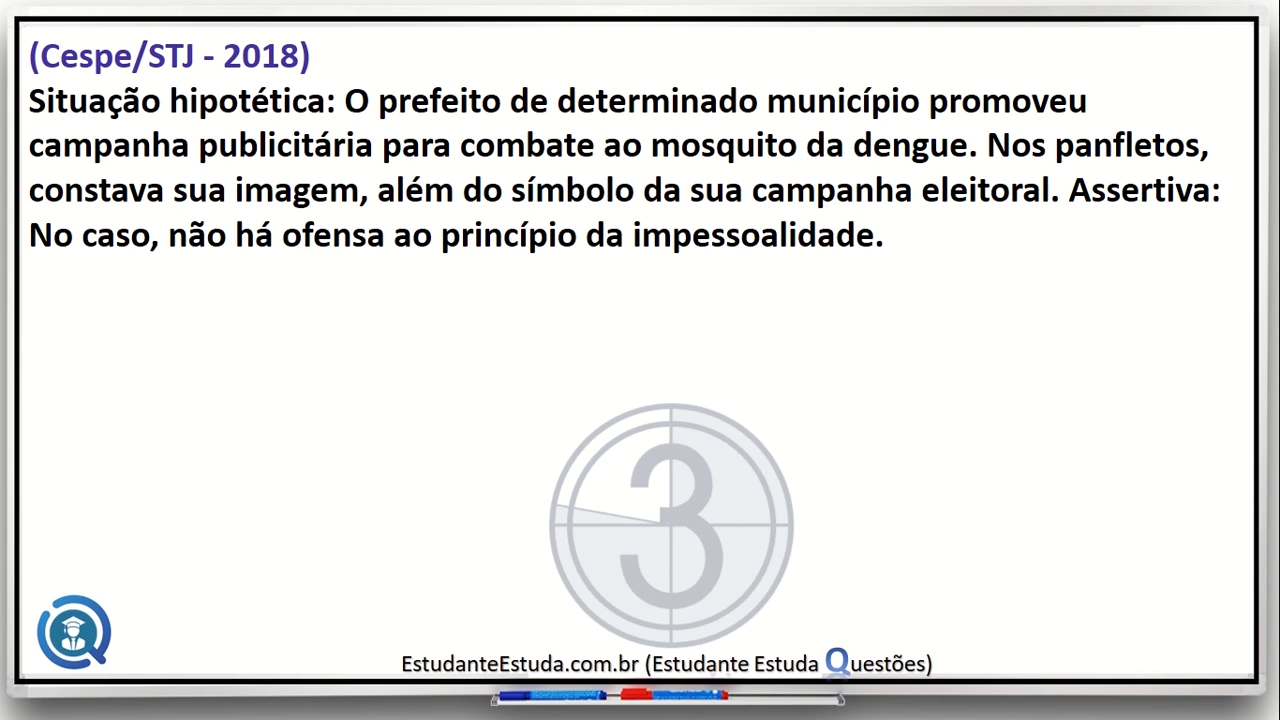 (Cespe/STJ - 2018)
Situação hipotética: O prefeito de determinado município promoveu
campanha publicitária para combate ao mosquito da dengue. Nos panfletos,
constava sua imagem, além do símbolo da sua campanha eleitoral. Assertiva:
No caso, não há ofensa ao princípio da impessoalidade.
3
EstudanteEstuda.com.br (Estudante Estuda Questões)